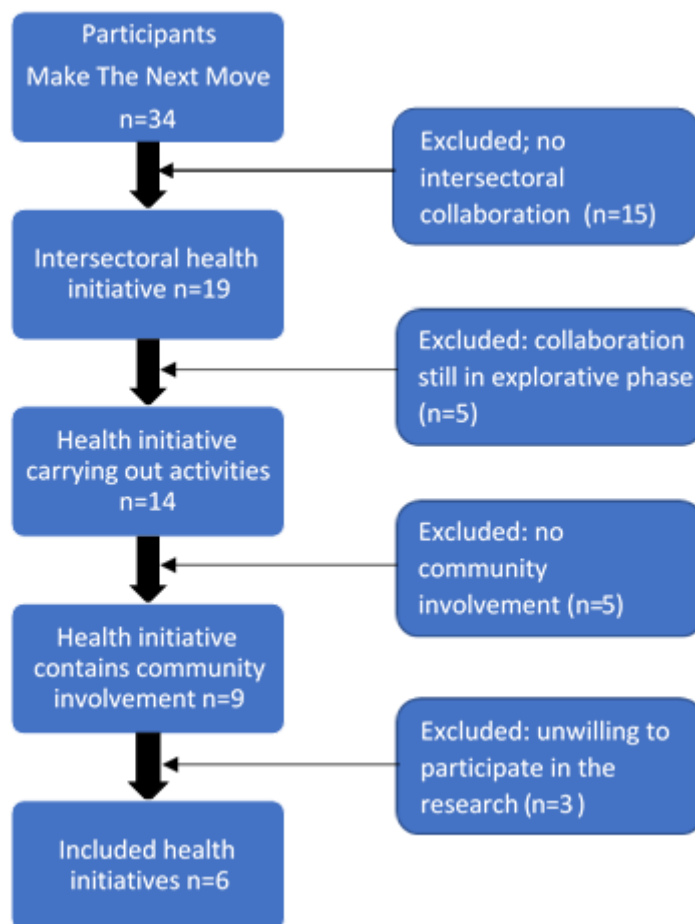 Participants
Make The Next Move
n=34
Excluded; no
intersectoral
collaboration (n=15)
Intersectoral health
initiative n=19
Excluded: collaboration
still in explorative phase
(n=5)
Health initiative
carrying out activities
n=14
Excluded: no
community
involvement (n=5)
Health initiative
contains community
involvement n=9
Excluded: unwilling to
participate in the
research (n=3 )
Included health
initiatives n=6